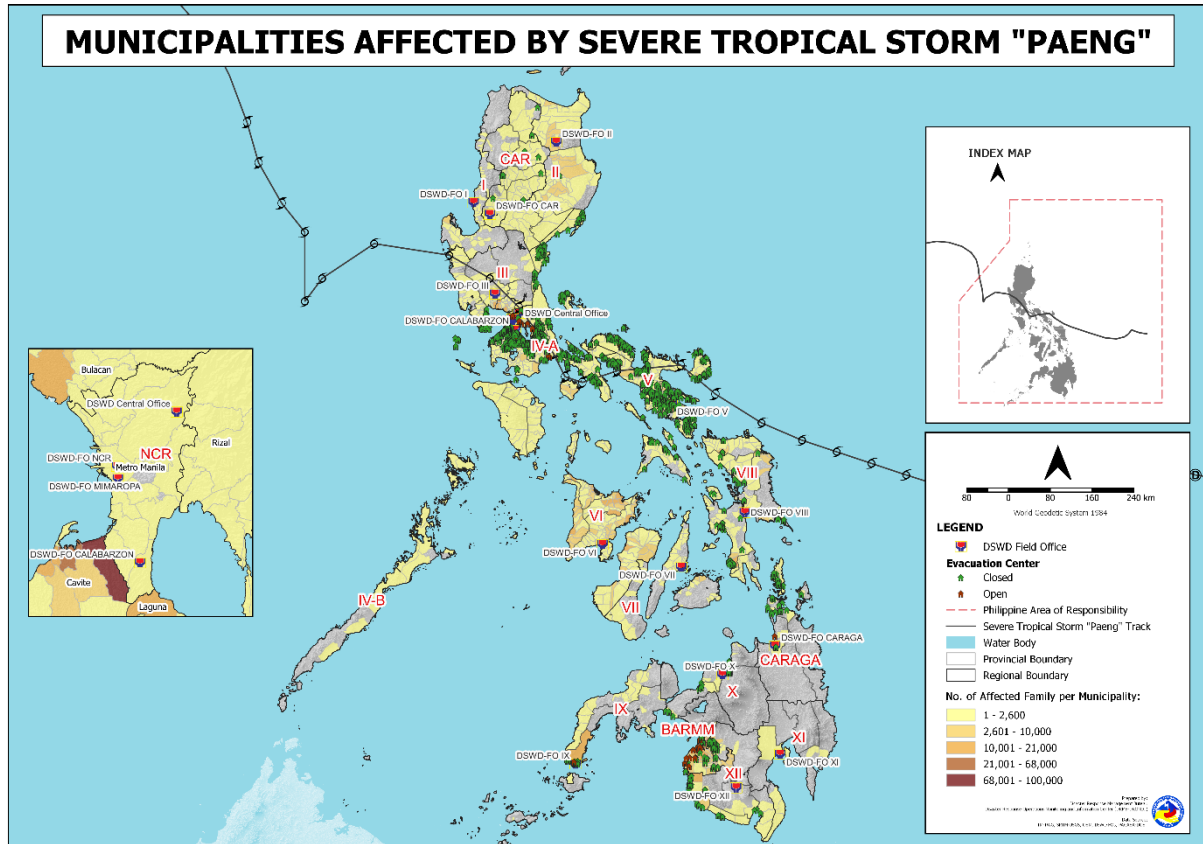 MUNICIPALITIES AFFECTED BY SEVERE TROPICAL STORM "PAENG"
DSWD-FO II
CAR
II
I
DSWD-FO I
DSWD-FO CAR
III
DSWD-FO III
DSWD Central Office
DSWD-FO CALABARZON
IV-A
V
DSWD-FO V
VIII
DSWD-FO VIII
VI
DSWD-FO VI
DSWD-FO VII
VII
IV-B
DSWD-FO CARAGA
CARAGA
DSWD-FO X
X
IX
BARMM
XI
DSWD-FO IX
DSWD-FO XI
XII
DSWD-FO XII
Bulacan
DSWD Central Office
NCR
Rizal
DSWD-FO NCR
Metro Manila
DSWD-FO MIMAROPA
DSWD-FO CALABARZON
Cavite
Laguna
INDEX MAP
80 0 80 160 240 km
World Geodetic System 1984
LEGEND
DSWD Field Office
Evacuation Center
Closed
Open
Philippine Area of Responsibility
Severe Tropical Storm "Paeng" Track
Water Body
Provincial Boundary
Regional Boundary
No. of Affected Family per Municipality:
1 - 2,600
2,601 - 10,000
10,001 - 21,000
21,001 - 68,000
68,001 - 100,000
Prepared by: